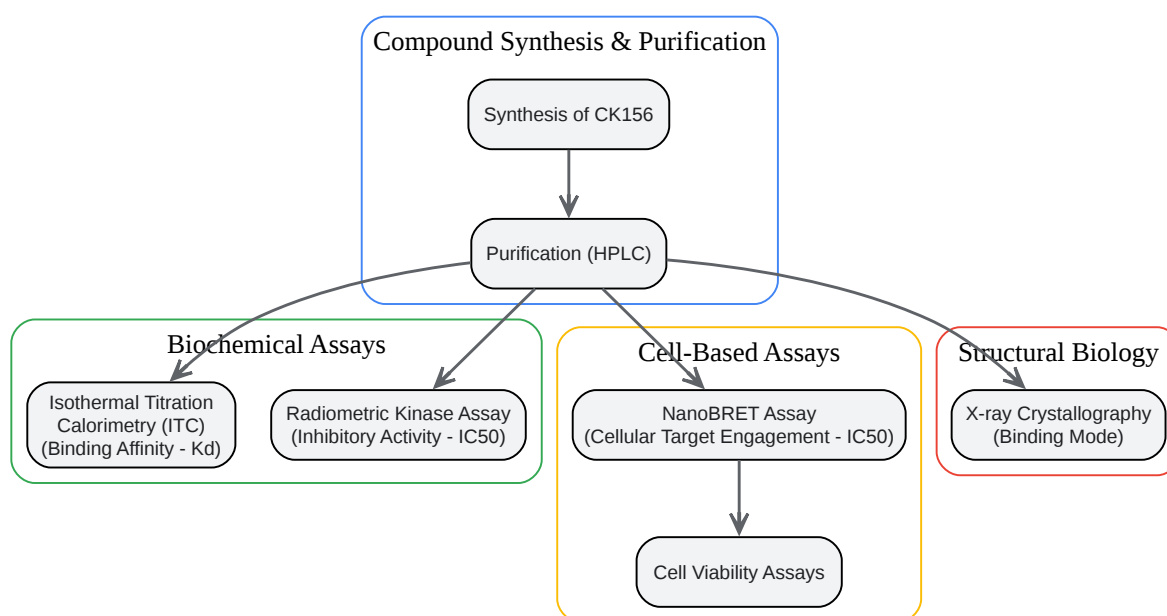 Compound Synthesis & Purification
Synthesis of CK156
Purification (HPLC)
Biochemical Assays
Isothermal Titration
Calorimetry (ITC)
(Binding Affinity - Kd)
Radiometric Kinase Assay
(Inhibitory Activity - IC50)
Cell-Based Assays
NanoBRET Assay
(Cellular Target Engagement - IC50)
Cell Viability Assays
Structural Biology
X-ray Crystallography
(Binding Mode)